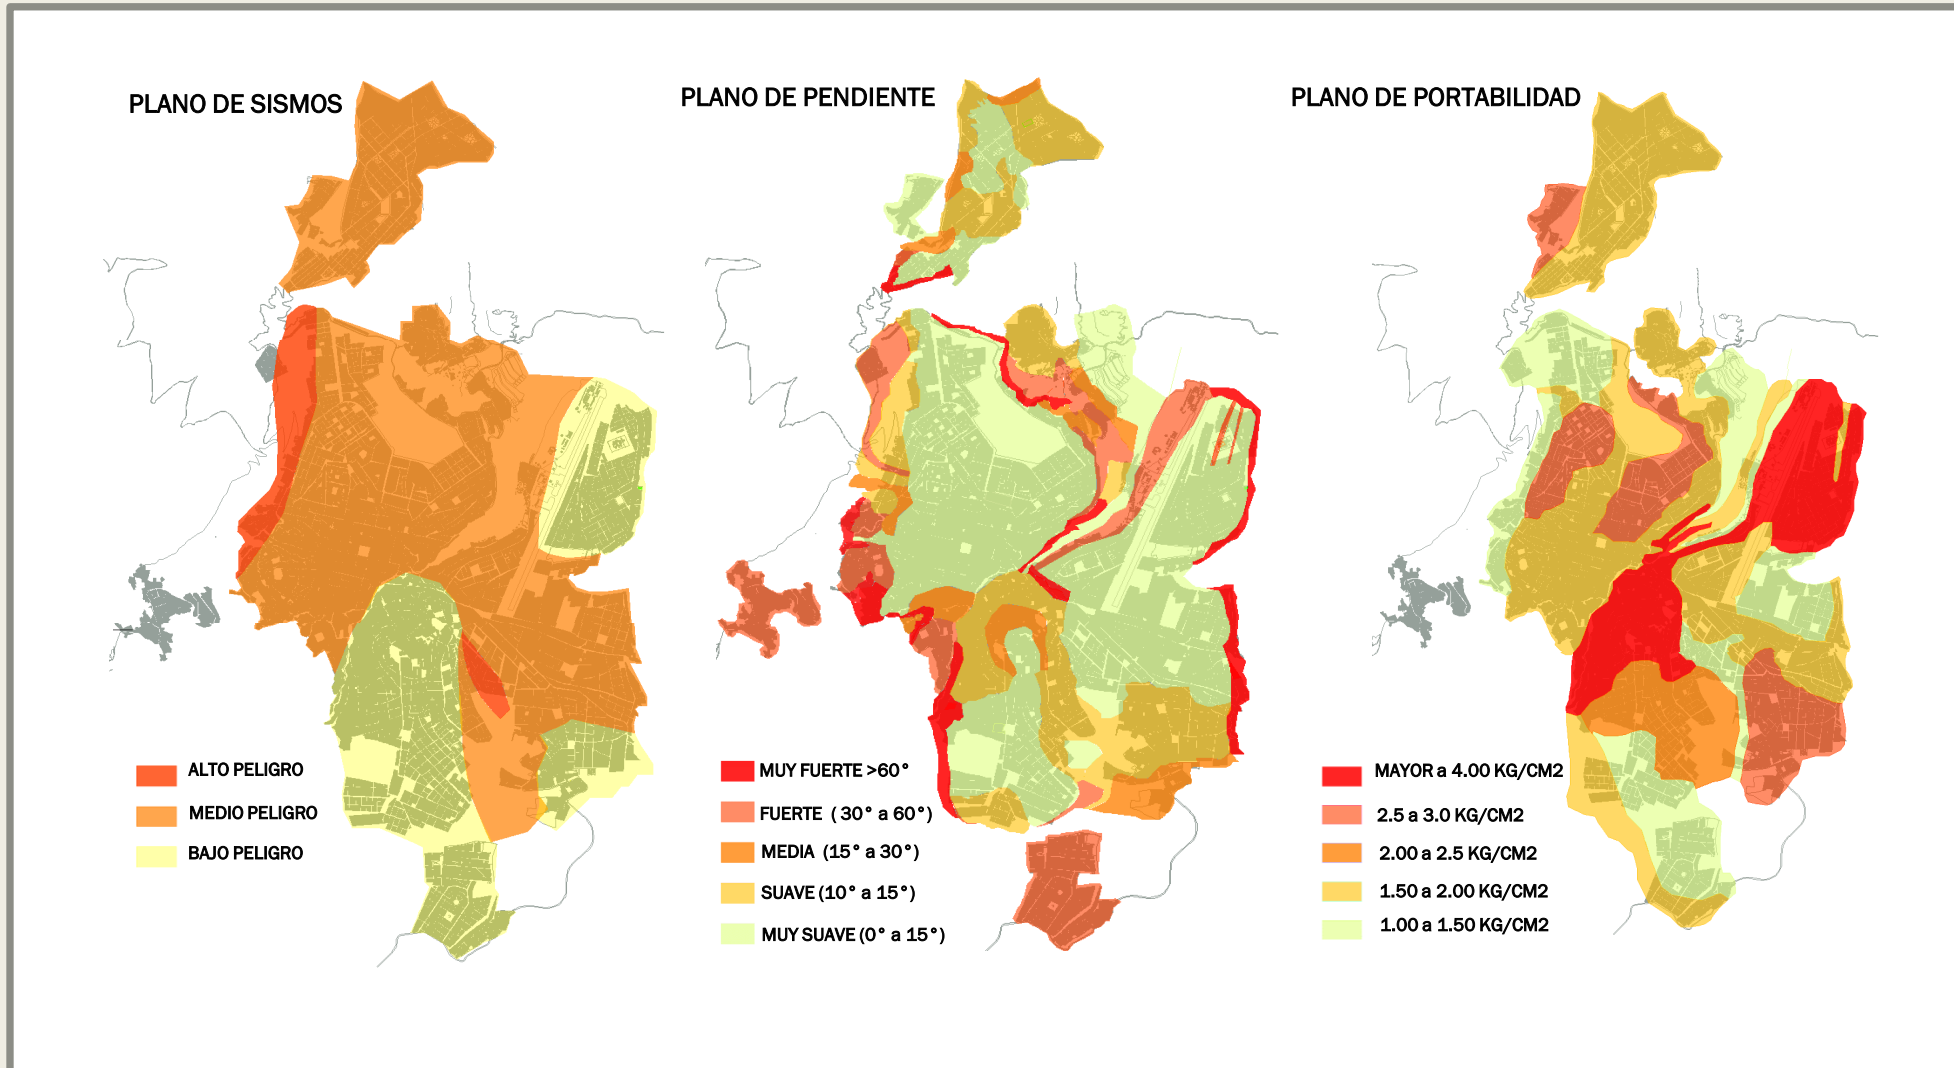 PLANO DE SISMOS
ALTO PELIGRO
MEDIO PELIGRO
BAJO PELIGRO
PLANO DE PENDIENTE
MUY FUERTE >60°
FUERTE ( 30° a 60°)
MEDIA (15° a 30°)
SUAVE (10° a 15°)
MUY SUAVE (0° a 15°)
PLANO DE PORTABILIDAD
MAYOR a 4.00 KG/CM2
2.5 a 3.0 KG/CM2
2.00 a 2.5 KG/CM2
1.50 a 2.00 KG/CM2
1.00 a 1.50 KG/CM2